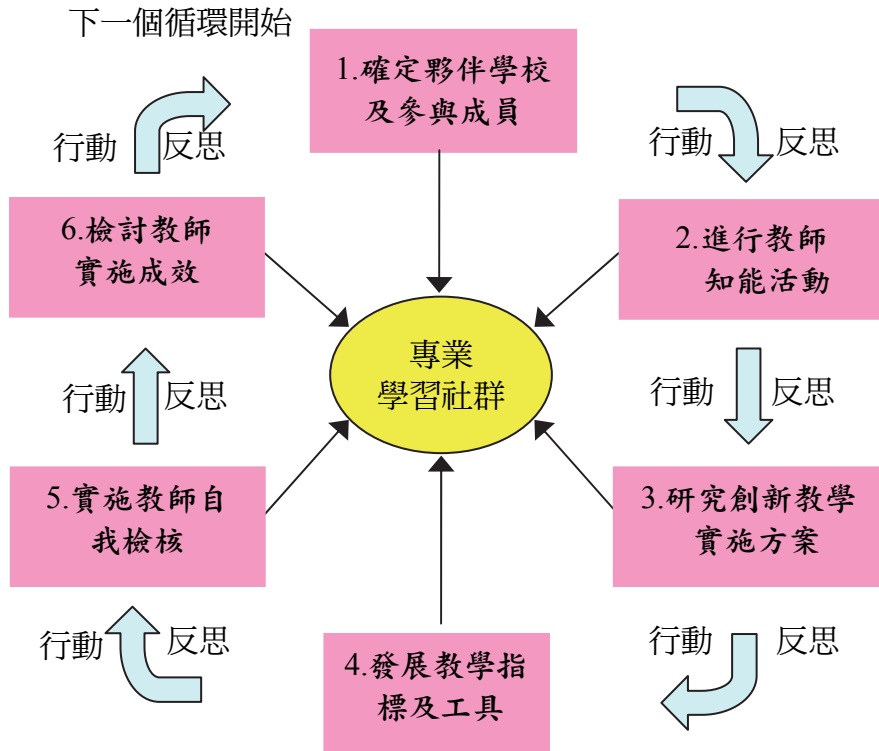 下一個循環開始
1.確定夥伴學校
及參與成員
行動 反思
行動 反思
6.檢討教師
實施成效
2.進行教師
知能活動
專業
學習社群
行動 反思
行動 反思
5.實施教師自
我檢核
3.研究創新教學
實施方案
行動 反思
4.發展教學指
標及工具
行動 反思